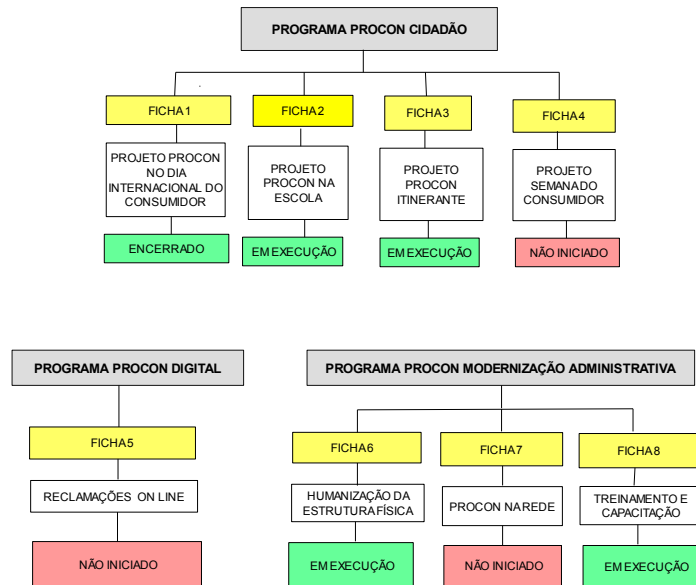 PROGRAMA PROCON CIDADÃO
FICHA1
FICHA2
FICHA3
FICHA4
PROJETO PROCON
NO DIA
INTERNACIONAL DO
CONSUMIDOR
PROJETO
PROCON NA
ESCOLA
PROJETO
PROCON
ITINERANTE
PROJETO
SEMANA DO
CONSUMIDOR
ENCERRADO
EM EXECUÇÃO
EM EXECUÇÃO
NÃO INICIADO
PROGRAMA PROCON DIGITAL
FICHA5
RECLAMAÇÕES ON LINE
NÃO INICIADO
PROGRAMA PROCON MODERNIZAÇÃO ADMINISTRATIVA
FICHA6
FICHA7
FICHA8
HUMANIZAÇÃO DA
ESTRUTURA FÍSICA
PROCON NA REDE
TREINAMENTO E
CAPACITAÇÃO
EM EXECUÇÃO
NÃO INICIADO
EM EXECUÇÃO